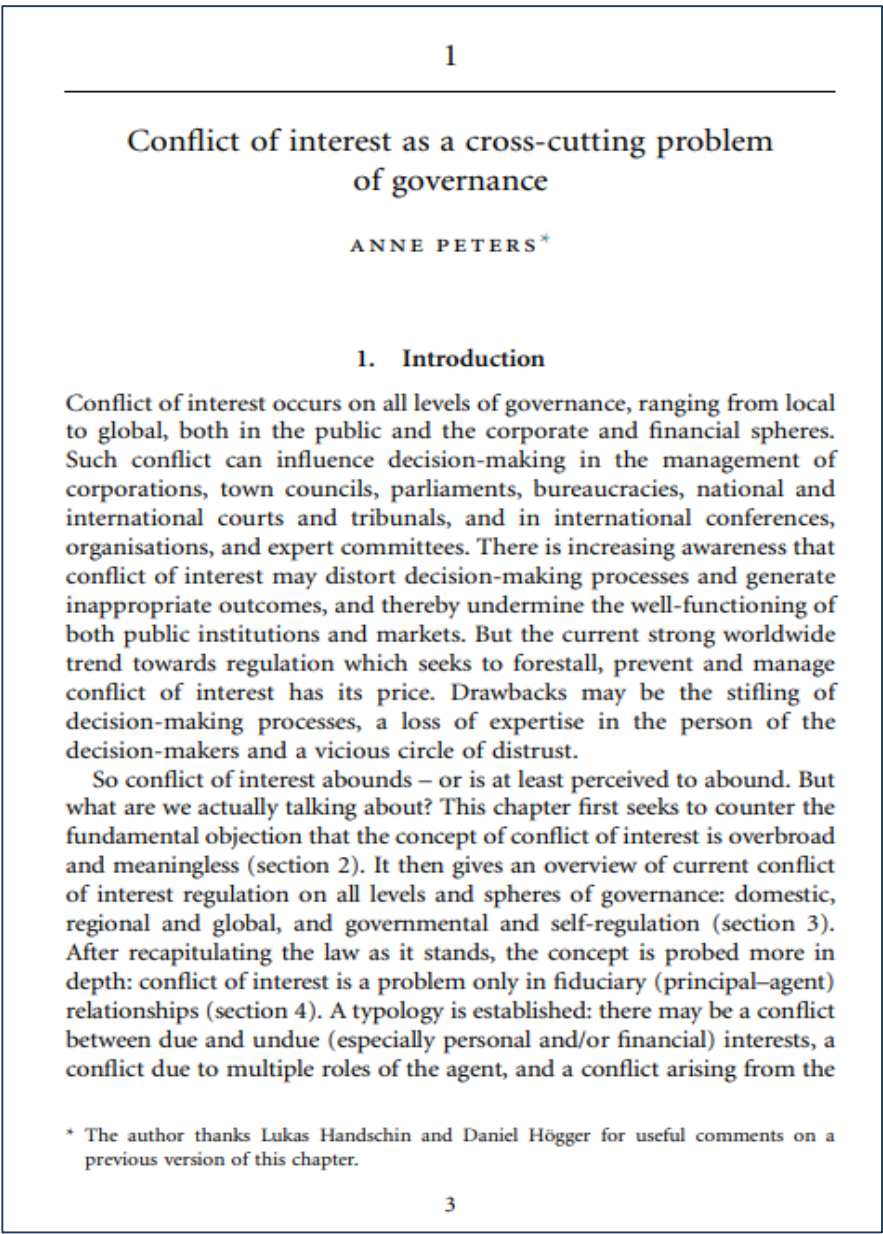 1
Conflict of interest as a cross-cutting problem
of governance
ANNE PETERS*
1. Introduction
Conflict of interest occurs on all levels of governance, ranging from local
to global, both in the public and the corporate and financial spheres.
Such conflict can influence decision-making in the management of
corporations, town councils, parliaments, bureaucracies, national and
international courts and tribunals, and in international conferences,
organisations, and expert committees. There is increasing awareness that
conflict of interest may distort decision-making processes and generate
inappropriate outcomes, and thereby undermine the well-functioning of
both public institutions and markets. But the current strong worldwide
trend towards regulation which seeks to forestall, prevent and manage
conflict of interest has its price. Drawbacks may be the stifling of
decision-making processes, a loss of expertise in the person of the
decision-makers and a vicious circle of distrust.
So conflict of interest abounds – or is at least perceived to abound. But
what are we actually talking about? This chapter first seeks to counter the
fundamental objection that the concept of conflict of interest is overbroad
and meaningless (section 2). It then gives an overview of current conflict
of interest regulation on all levels and spheres of governance: domestic,
regional and global, and governmental and self-regulation (section 3).
After recapitulating the law as it stands, the concept is probed more in
depth: conflict of interest is a problem only in fiduciary (principal–agent)
relationships (section 4). A typology is established: there may be a conflict
between due and undue (especially personal and/or financial) interests, a
conflict due to multiple roles of the agent, and a conflict arising from the
* The author thanks Lukas Handschin and Daniel Högger for useful comments on a
previous version of this chapter.
3